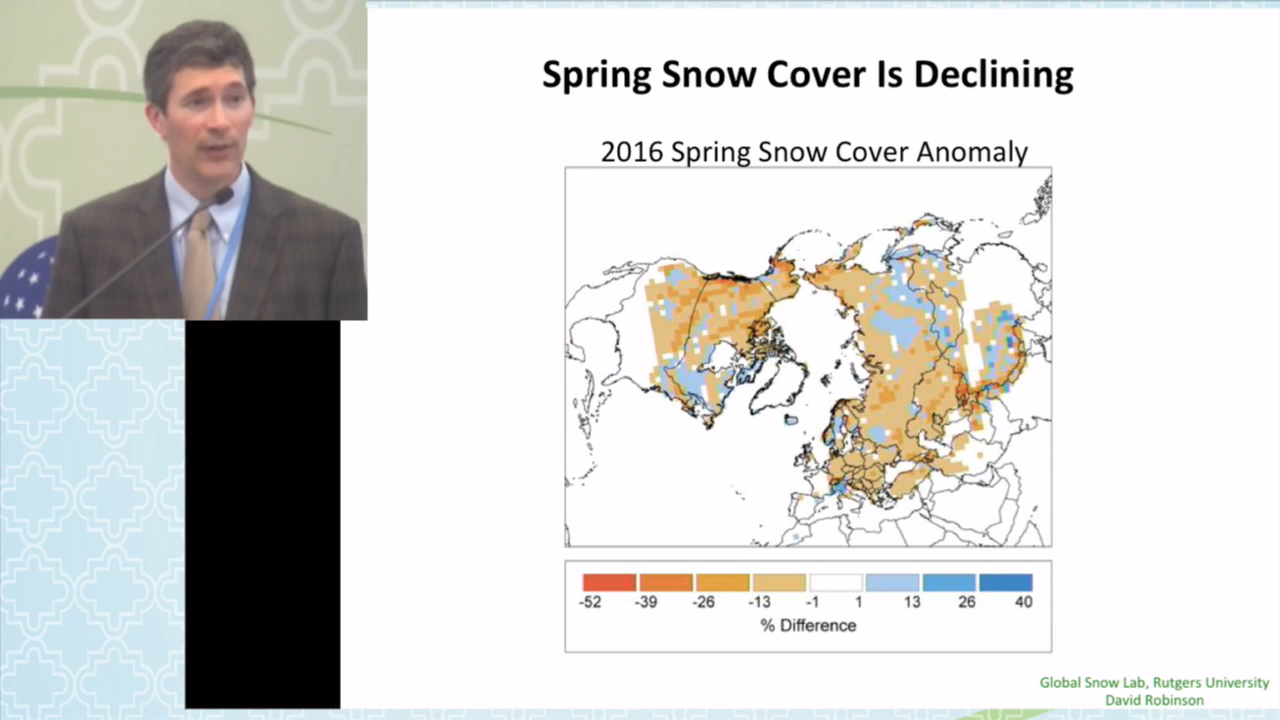 Spring Snow Cover Is Declining
2016 Spring Snow Cover Anomaly
-52 -39 -26 -13 -1 1 13 26 40
% Difference
Global Snow Lab, Rutgers University
David Robinson